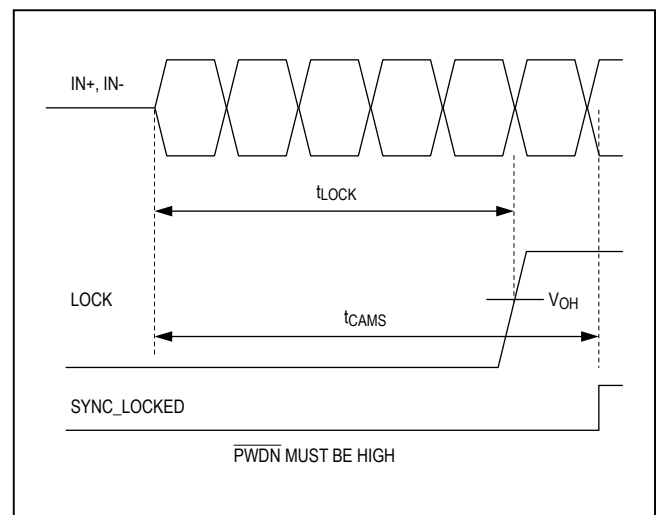 IN+, IN-
tLOCK
LOCK
VOH
tCAMS
SYNC_LOCKED
PWDN MUST BE HIGH